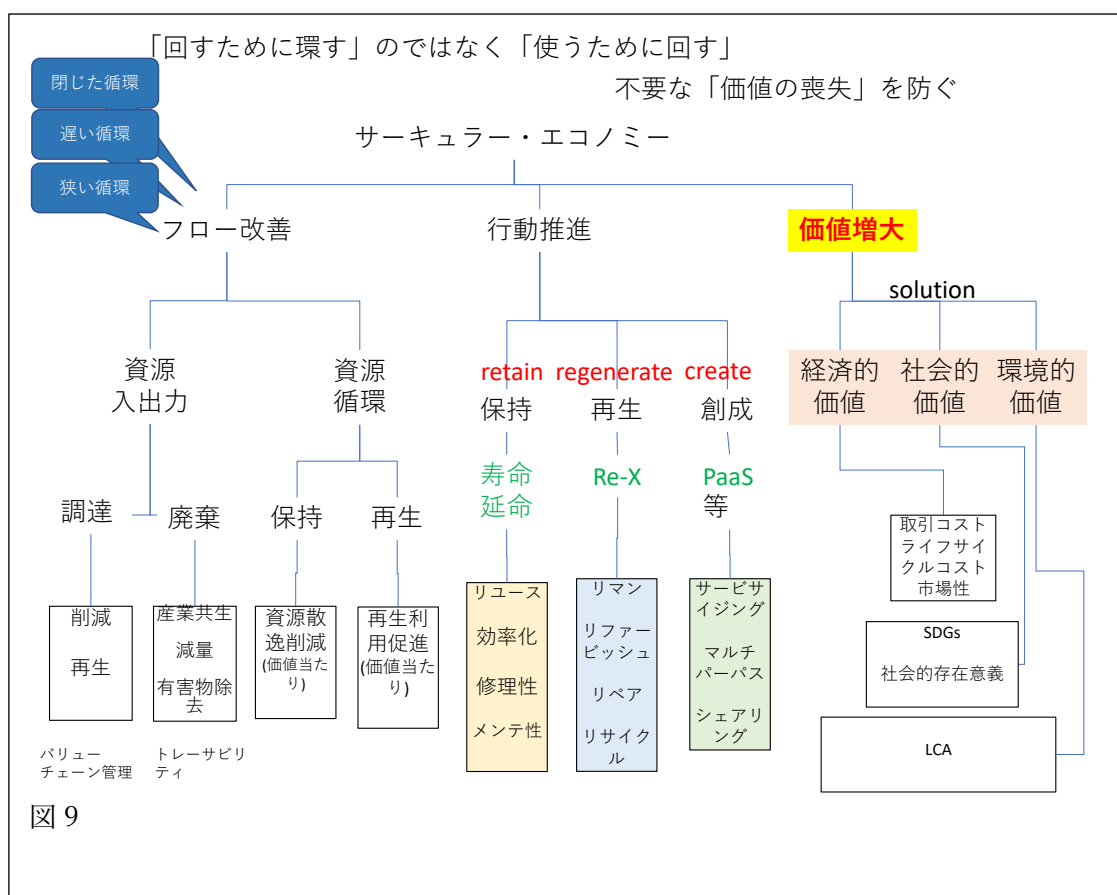 「回すために環す」のではなく「使うために回す」
不要な「価値の喪失」を防ぐ
閉じた循環
遅い循環
狭い循環
サーキュラー・エコノミー
フロー改善
行動推進
価値増大
solution
資源
入出力
資源
循環
retain
保持
regenerate
再生
create
創成
経済的
価値
社会的
価値
環境的
価値
調達
廃棄
保持
再生
寿命
延命
Re-X
PaaS
等
削減
再生
産業共生
減量
有害物除
去
資源散
逸削減
(価値当た
り)
再生利
用促進
(価値当た
り)
リユース
効率化
修理性
メンテ性
リマン
リファー
ビッシュ
リペア
リサイク
ル
サービサ
イジング
マルチ
パーパス
シェアリ
ング
取引コスト
ライフサイ
クルコスト
市場性
SDGs
社会的存在意義
LCA
バリュー
チェーン管理
トレーサビリ
ティ
図 9